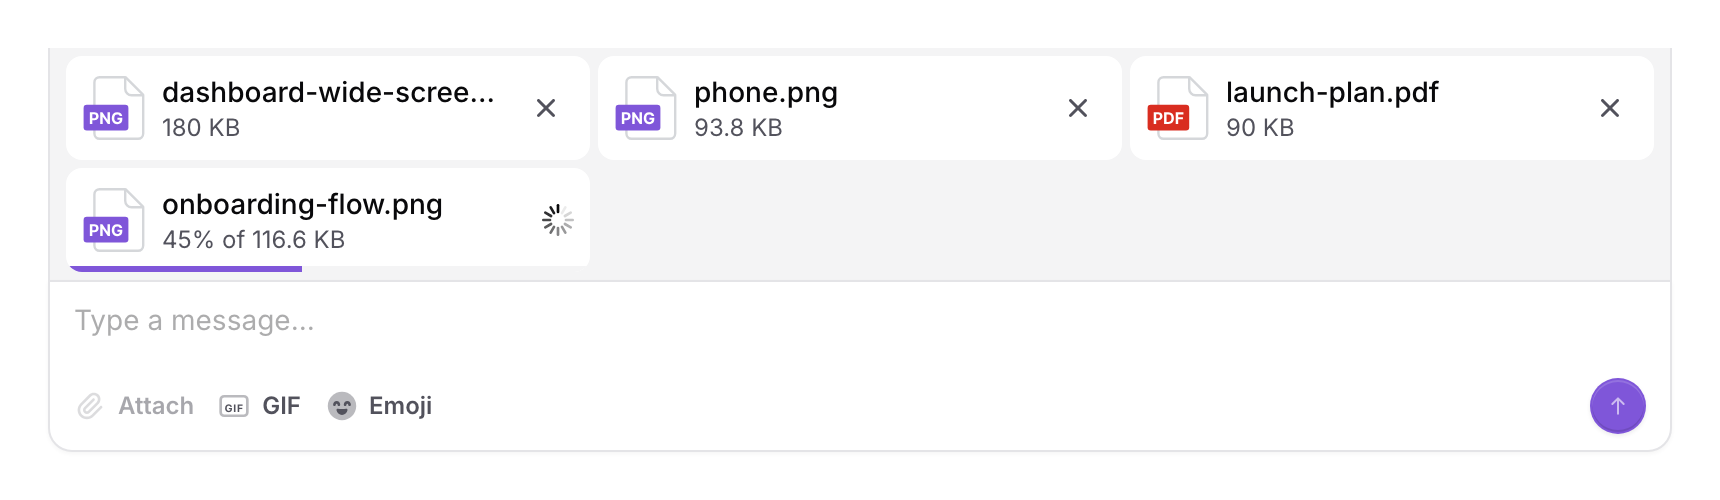 dashboard-wide-scree...
PNG
180 KB
phone.png
PNG
93.8 KB
launch-plan.pdf
PDF
90 KB
onboarding-flow.png
PNG
45% of 116.6 KB
Type a message...
Attach
GIF
GIF
Emoji